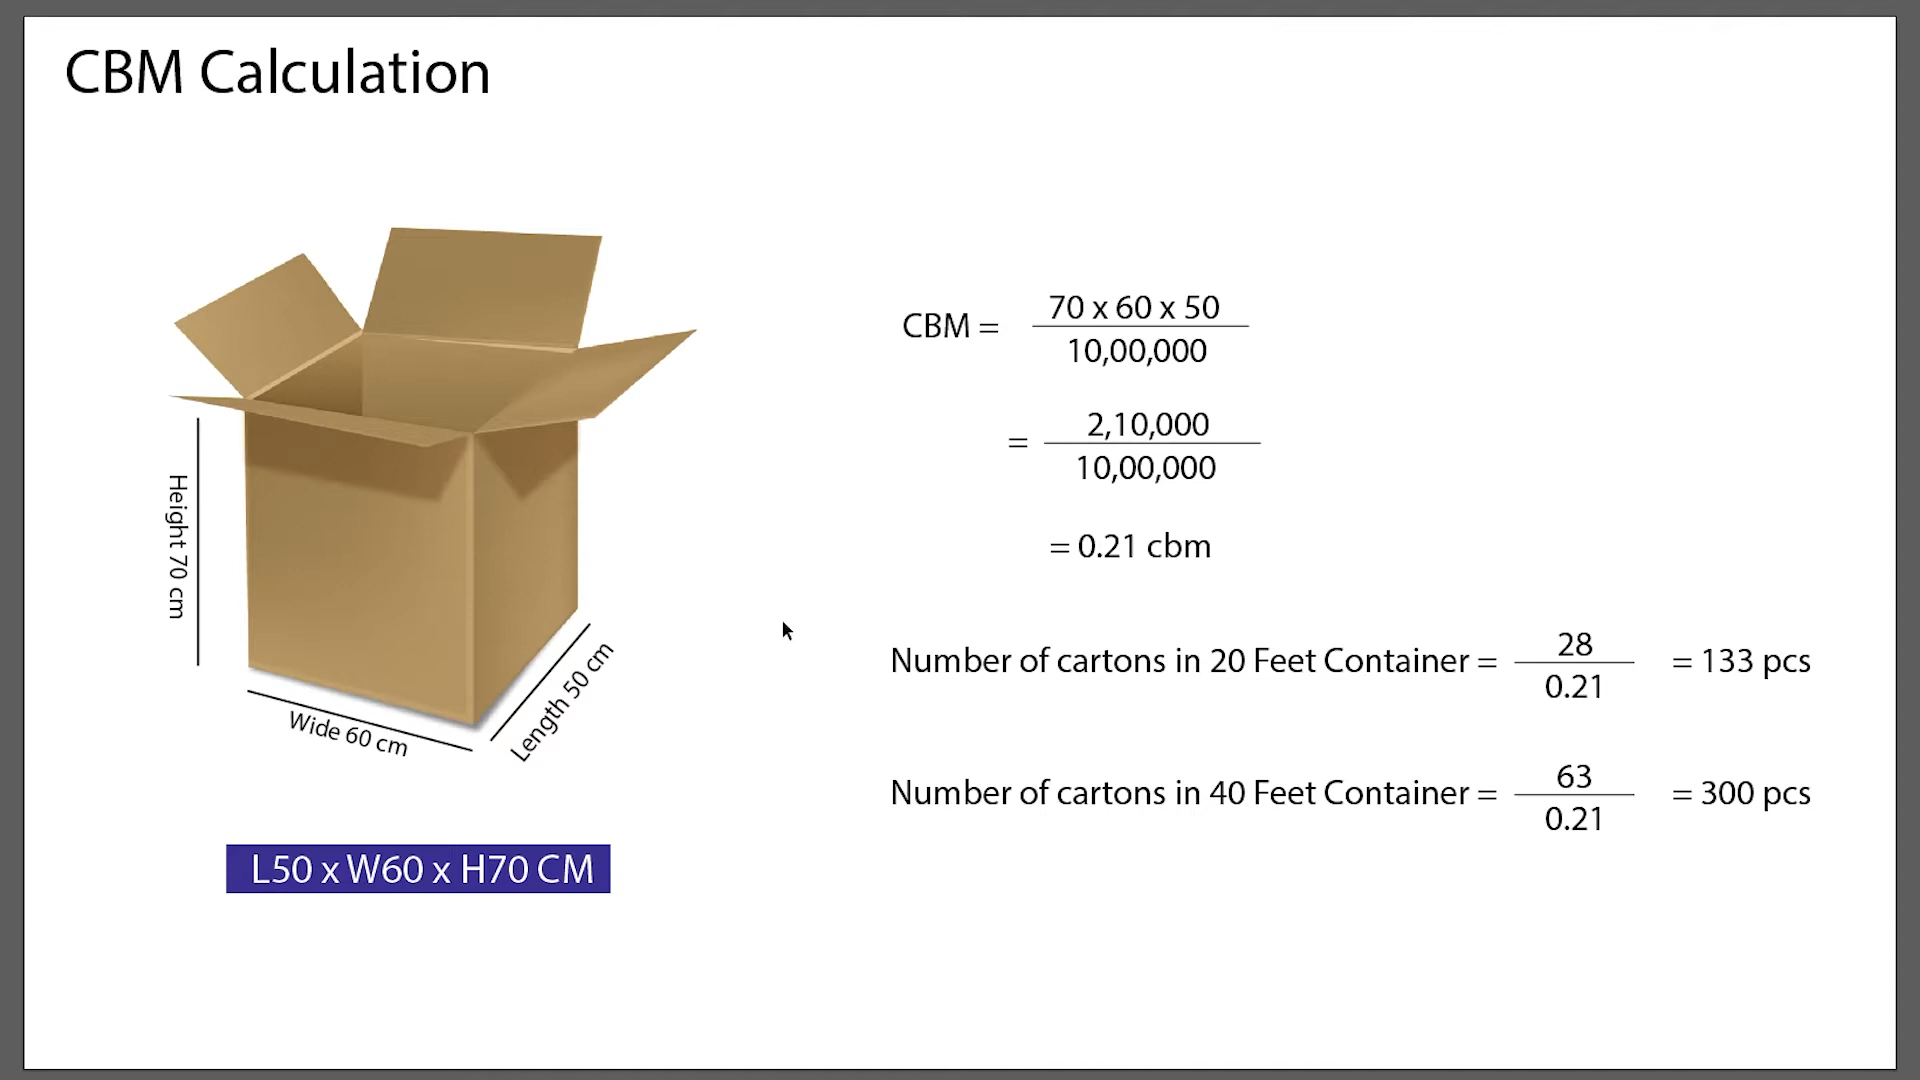 CBM Calculation
Height 70 cm
Wide 60 cm
Length 50 cm
L50 x W60 x H70 CM
CBM = 70 x 60 x 50
10,00,000
= 2,10,000
10,00,000
= 0.21 cbm
Number of cartons in 20 Feet Container = 28 = 133 pcs
0.21
Number of cartons in 40 Feet Container = 63 = 300 pcs
0.21